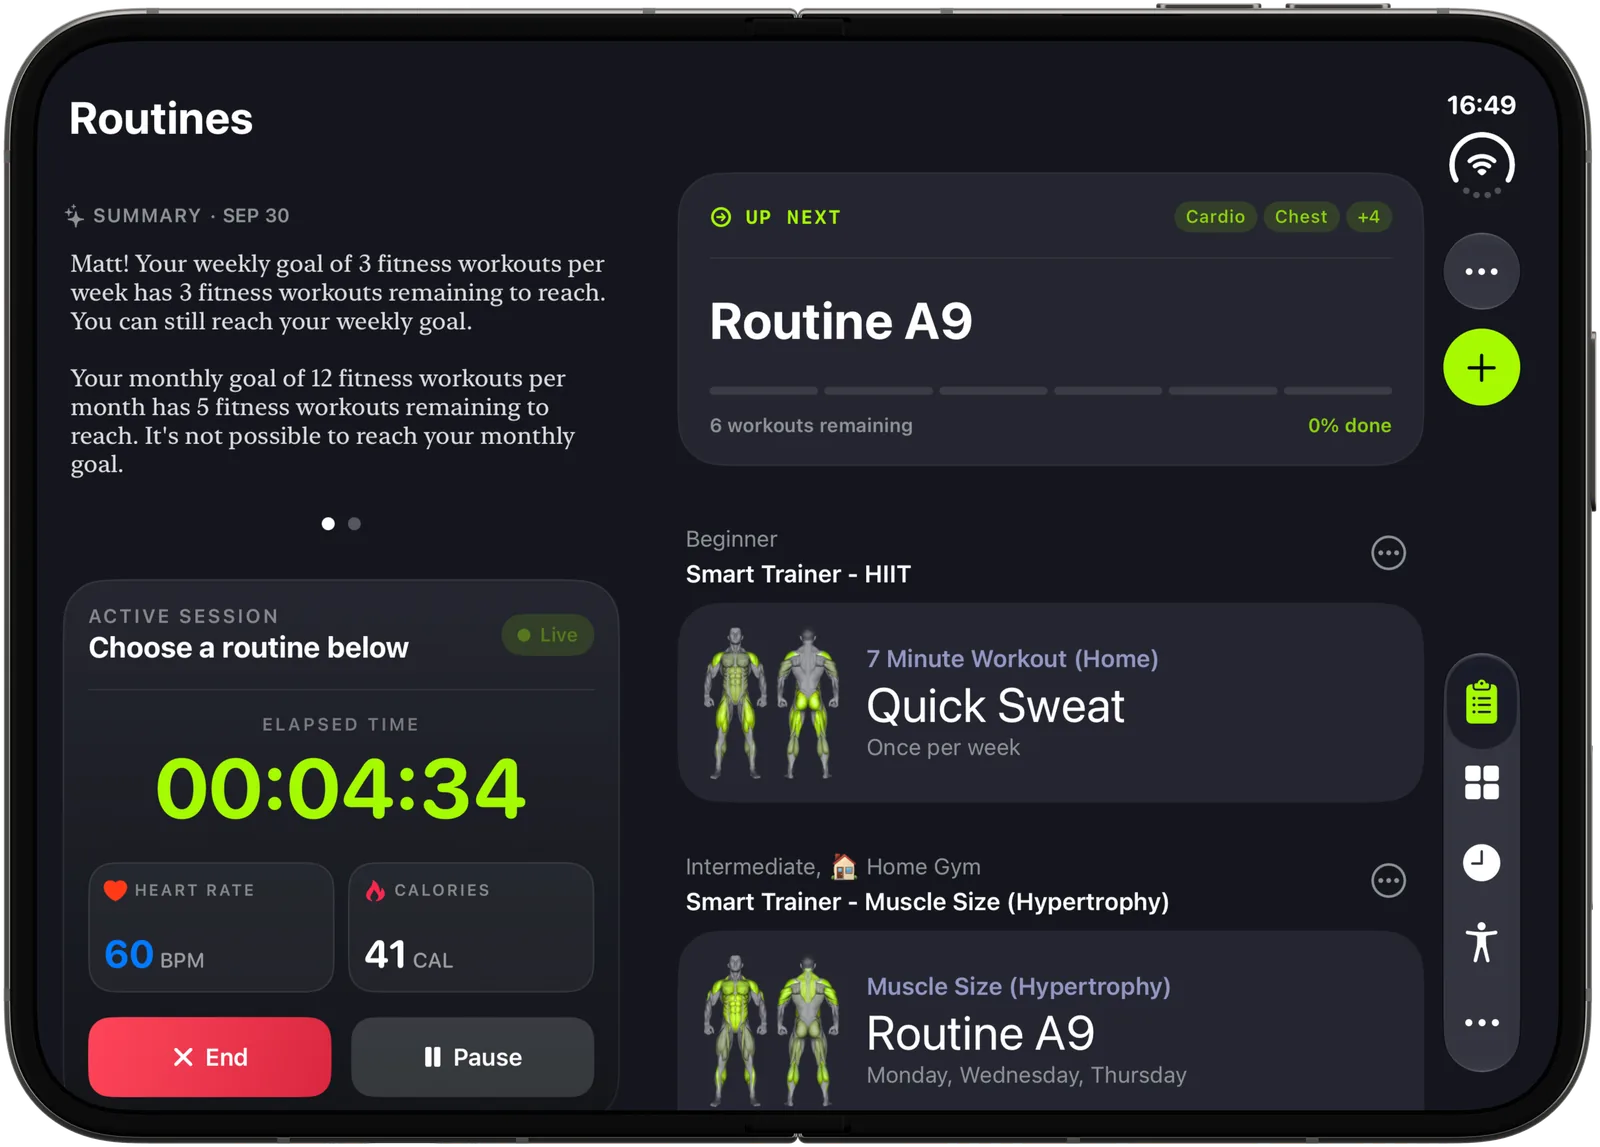 Routines
16:49
SUMMARY · SEP 30
Matt! Your weekly goal of 3 fitness workouts per
week has 3 fitness workouts remaining to reach.
You can still reach your weekly goal.
Your monthly goal of 12 fitness workouts per
month has 5 fitness workouts remaining to
reach. It's not possible to reach your monthly
goal.
ACTIVE SESSION
Choose a routine below
Live
ELAPSED TIME
00:04:34
HEART RATE
60 BPM
CALORIES
41 CAL
End
Pause
UP NEXT
Cardio
Chest
+4
Routine A9
6 workouts remaining
0% done
Beginner
Smart Trainer - HIIT
7 Minute Workout (Home)
Quick Sweat
Once per week
Intermediate, 🏠 Home Gym
Smart Trainer - Muscle Size (Hypertrophy)
Muscle Size (Hypertrophy)
Routine A9
Monday, Wednesday, Thursday